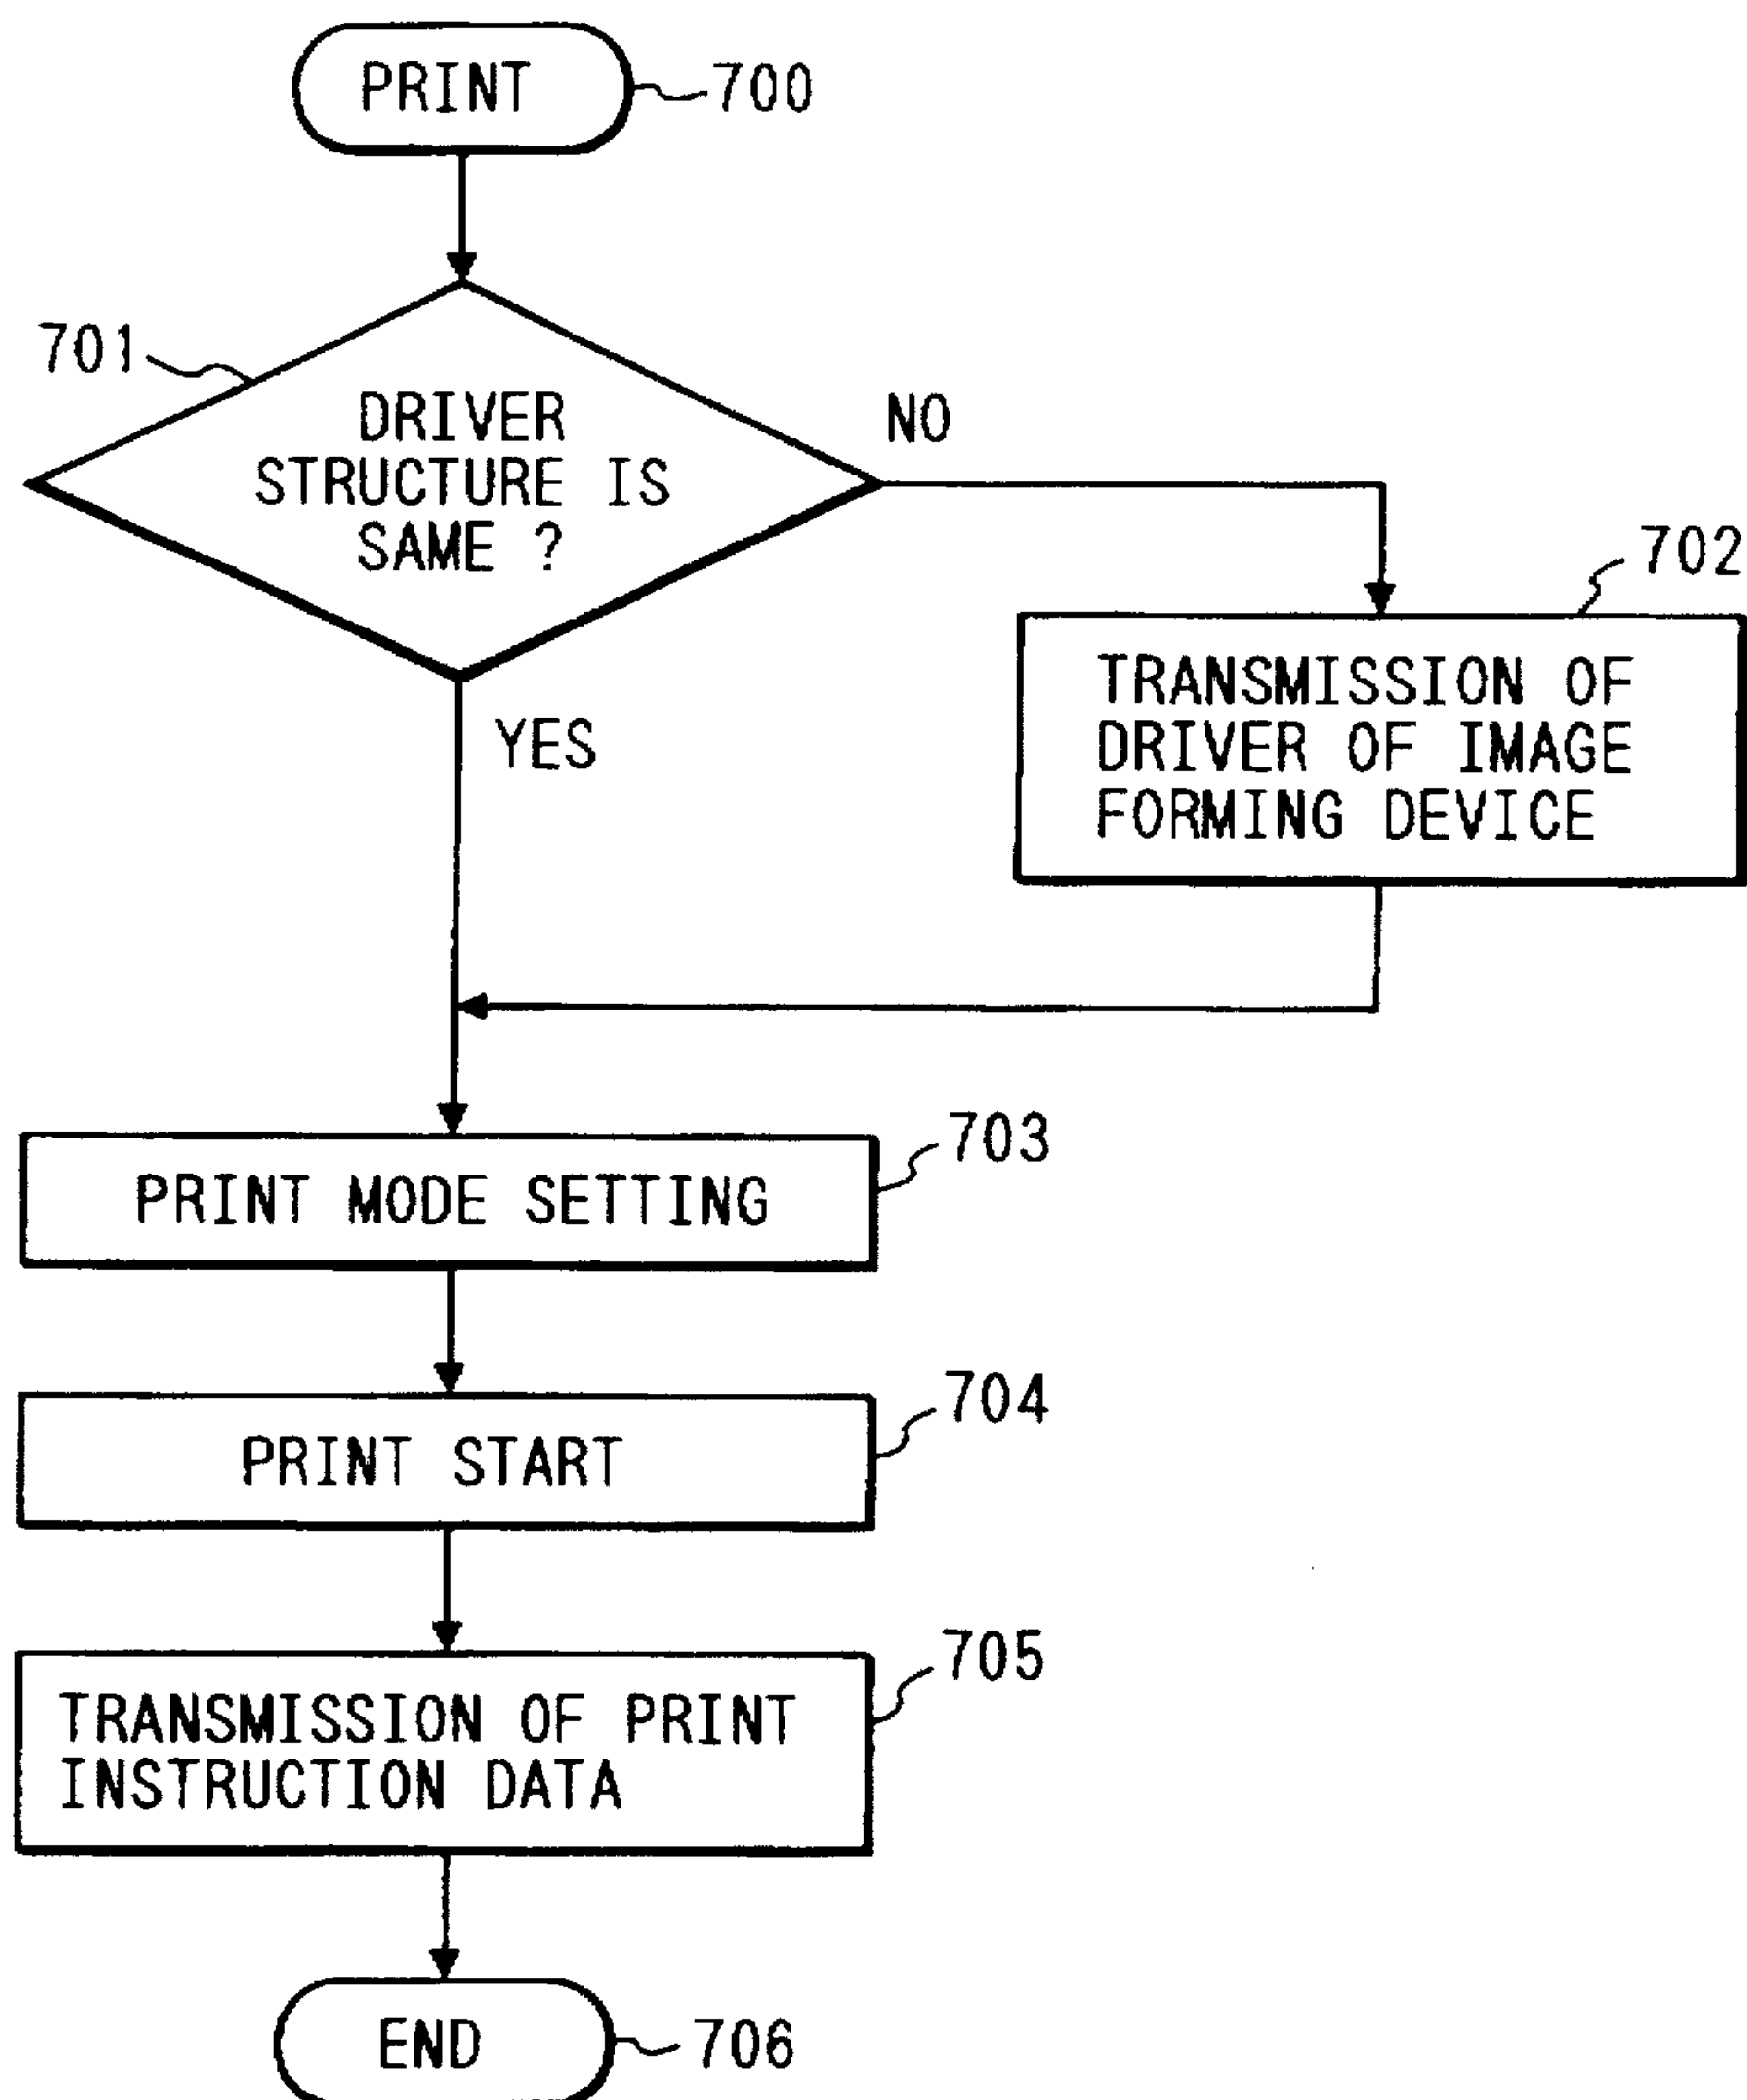 PRINT
700
701
DRIVER
STRUCTURE IS
SAME ?
NO
YES
702
TRANSMISSION OF
DRIVER OF IMAGE
FORMING DEVICE
703
PRINT MODE SETTING
704
PRINT START
705
TRANSMISSION OF PRINT
INSTRUCTION DATA
END
706